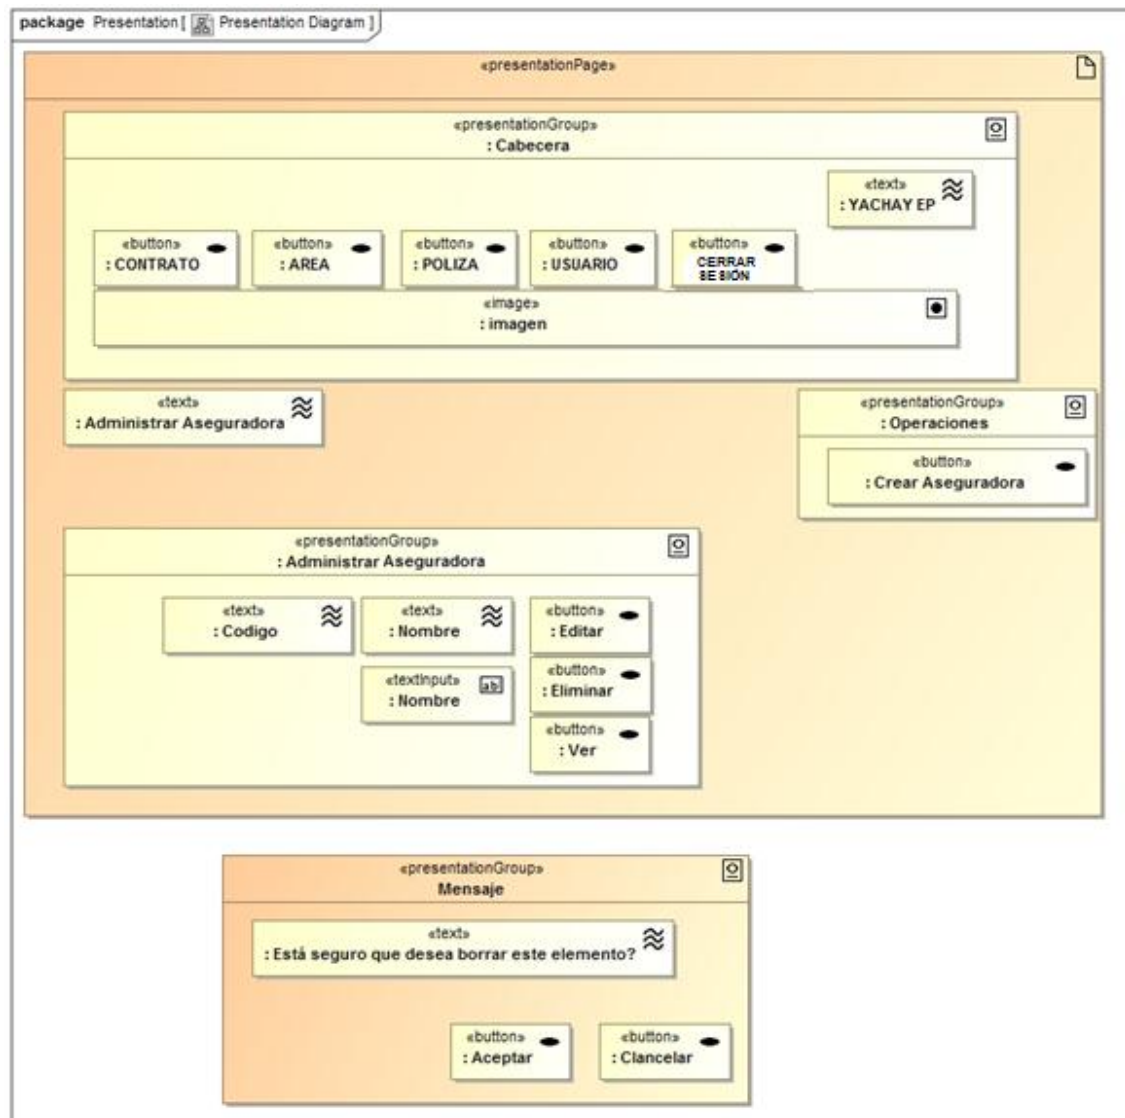 package Presentation [ Presentation Diagram ]
«presentationPage»
«presentationGroup»
: Cabecera
«text»
: YACHAY EP
«button»
: CONTRATO
«button»
: AREA
«button»
: POLIZA
«button»
: USUARIO
«button»
CERRAR
SE SIÓN
«image»
: imagen
«text»
: Administrar Aseguradora
«presentationGroup»
: Operaciones
«button»
: Crear Aseguradora
«presentationGroup»
: Administrar Aseguradora
«text»
: Codigo
«text»
: Nombre
«button»
: Editar
«textInput»
: Nombre
ab
«button»
: Eliminar
«button»
: Ver
«presentationGroup»
Mensaje
«text»
: Está seguro que desea borrar este elemento?
«button»
: Aceptar
«button»
: Clancelar